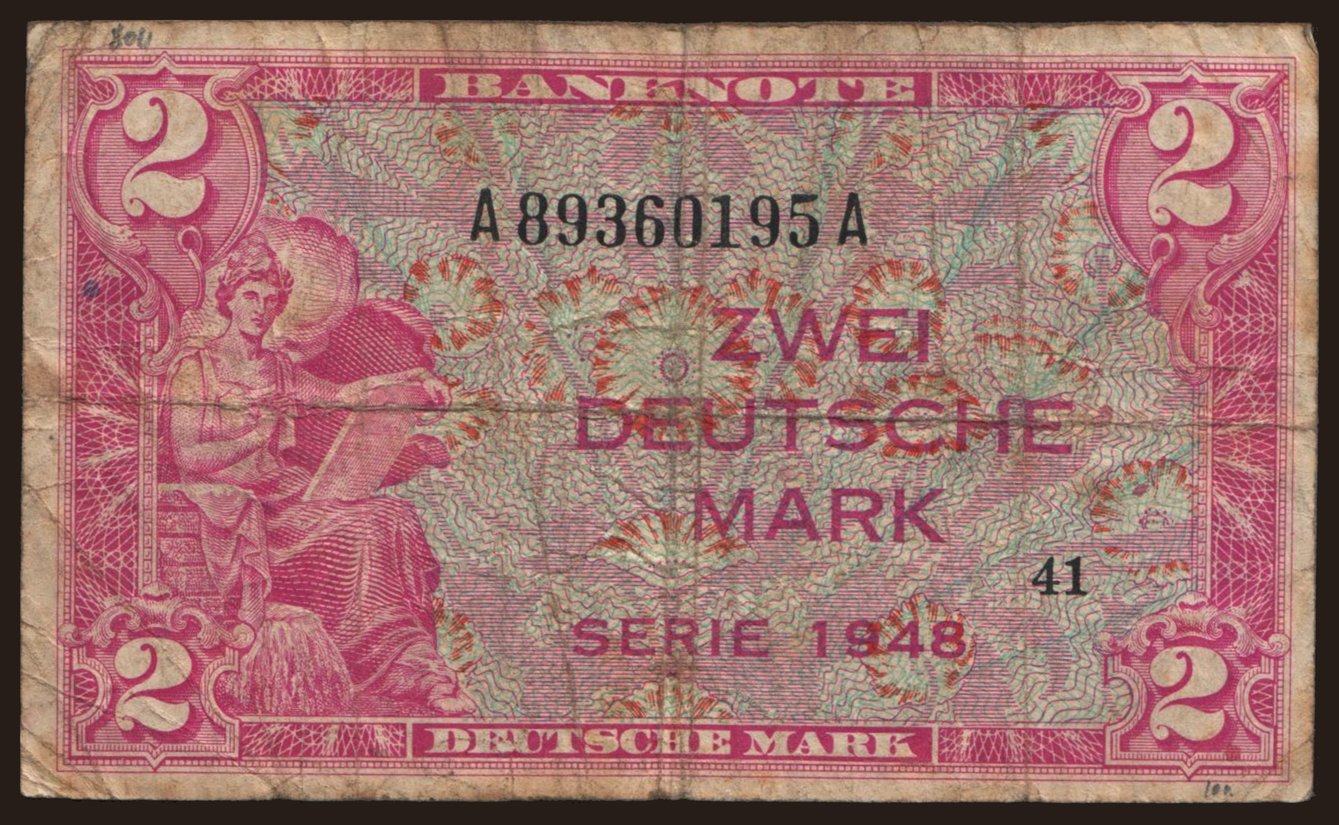 2 BANKNOTE 2
A 89360195 A
ZWEI
DEUTSCHE
MARK
41
SERIE 1948
2 DEUTSCHE MARK 2